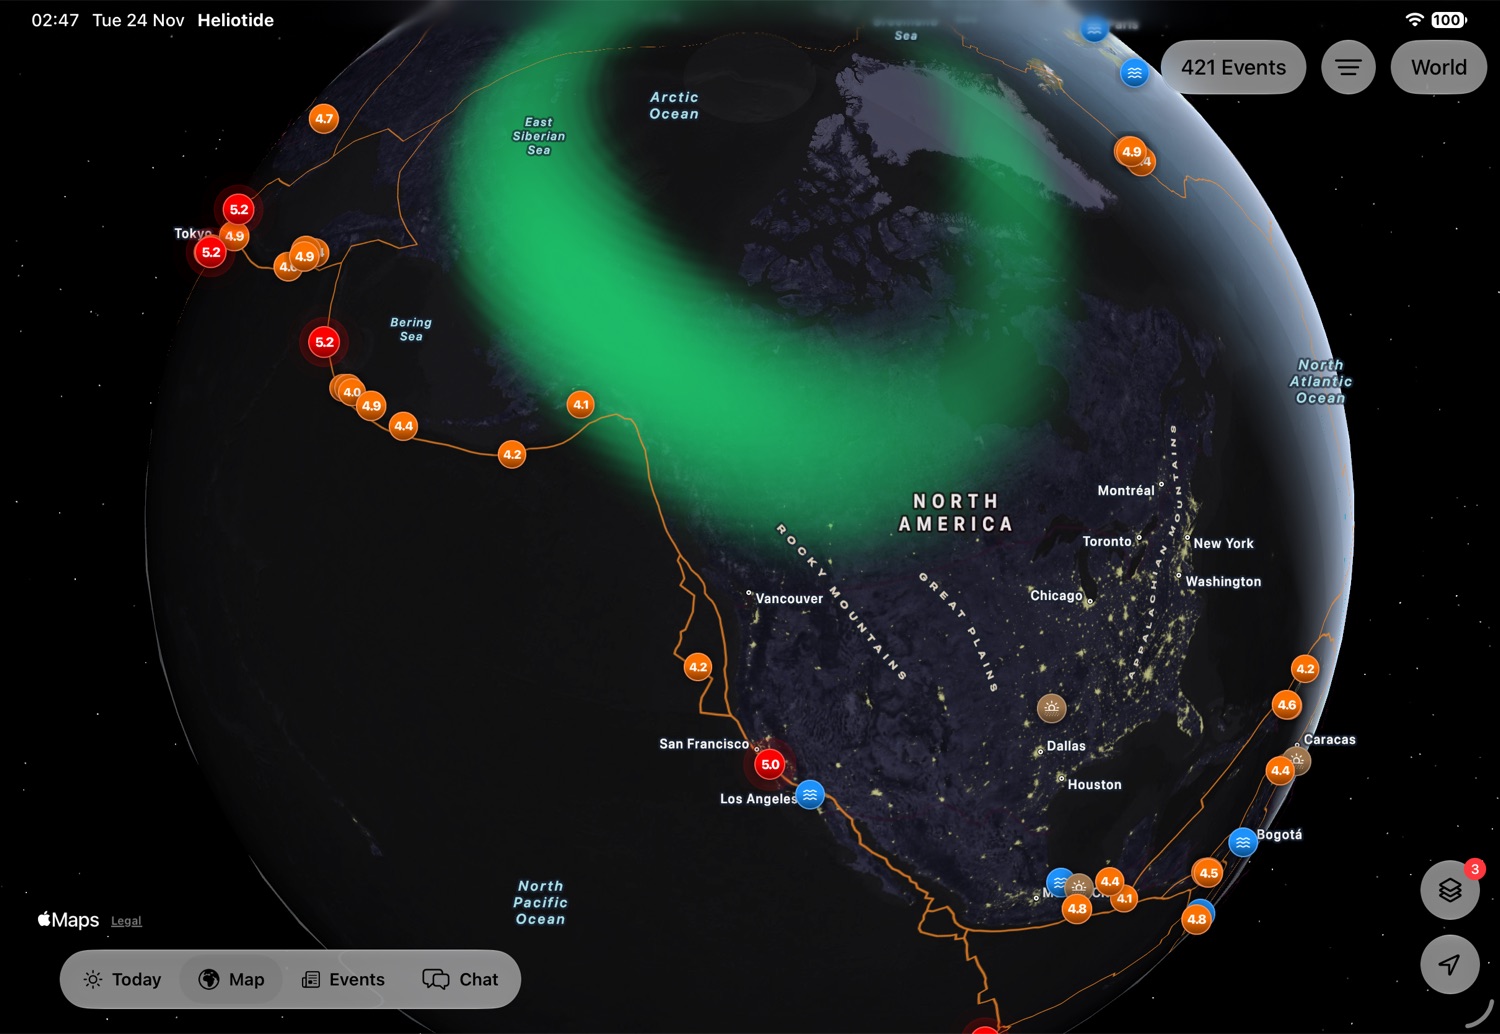 02:47 Tue 24 Nov Heliotide
100
421 Events
World
Sea
Arctic
Ocean
East
Siberian
Sea
4.7
4.9
5.2
Tokyo
4.9
5.2
4.9
Bering
Sea
5.2
4.0
4.9
4.4
4.2
4.1
North
Atlantic
Ocean
NORTH
AMERICA
Montréal
Toronto
New York
Washington
Chicago
Vancouver
ROCKY MOUNTAINS
GREAT PLAINS
APPALACHIAN MOUNTAINS
4.2
4.2
4.6
San Francisco
5.0
Los Angeles
Dallas
Houston
Caracas
4.4
Bogotá
4.4
4.5
4.1
4.8
4.8
North
Pacific
Ocean
3
Maps Legal
Today
Map
Events
Chat